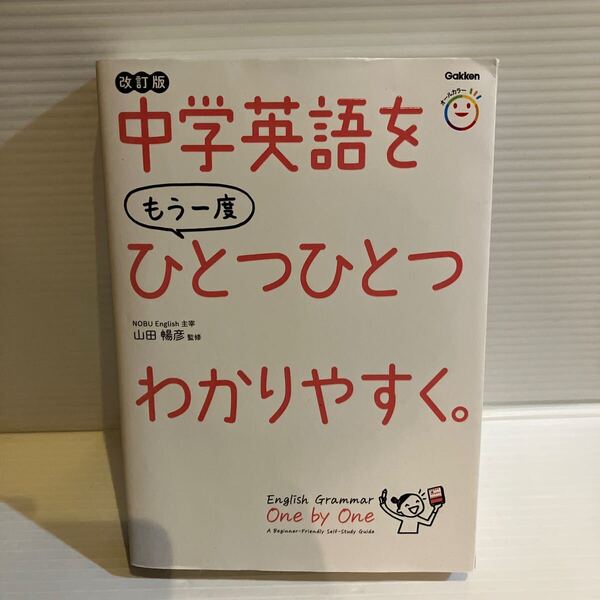 改訂版
Gakken
オールカラー
中学英語を
もう一度
ひとつひとつ
NOBU English 主宰
山田 暢彦 監修
わかりやすく。
English Grammar
One by One
A Beginner-Friendly Self-Study Guide